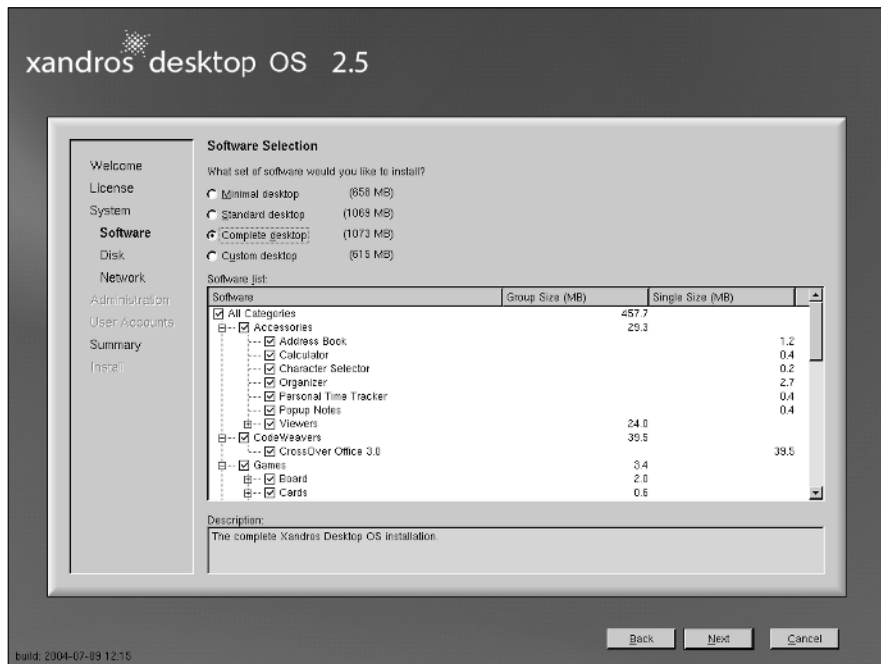 xandros desktop OS 2.5
Welcome
License
System
Software
Disk
Network
Administration
User Accounts
Summary
Install
Software Selection
What set of software would you like to install?
Minimal desktop (658 MB)
Standard desktop (1069 MB)
Complete desktop (1073 MB)
Custom desktop (615 MB)
Software list:
Software Group Size (MB) Single Size (MB)
All Categories 457.7
Accessories 29.3
Address Book 1.2
Calculator 0.4
Character Selector 0.2
Organizer 2.7
Personal Time Tracker 0.4
Popup Notes 0.4
Viewers 24.0
CodeWeavers 39.5
CrossOver Office 3.0 39.5
Games 3.4
Board 2.0
Cards 0.6
Description:
The complete Xandros Desktop OS installation.
Back Next Cancel
build: 2004-07-09 12:15